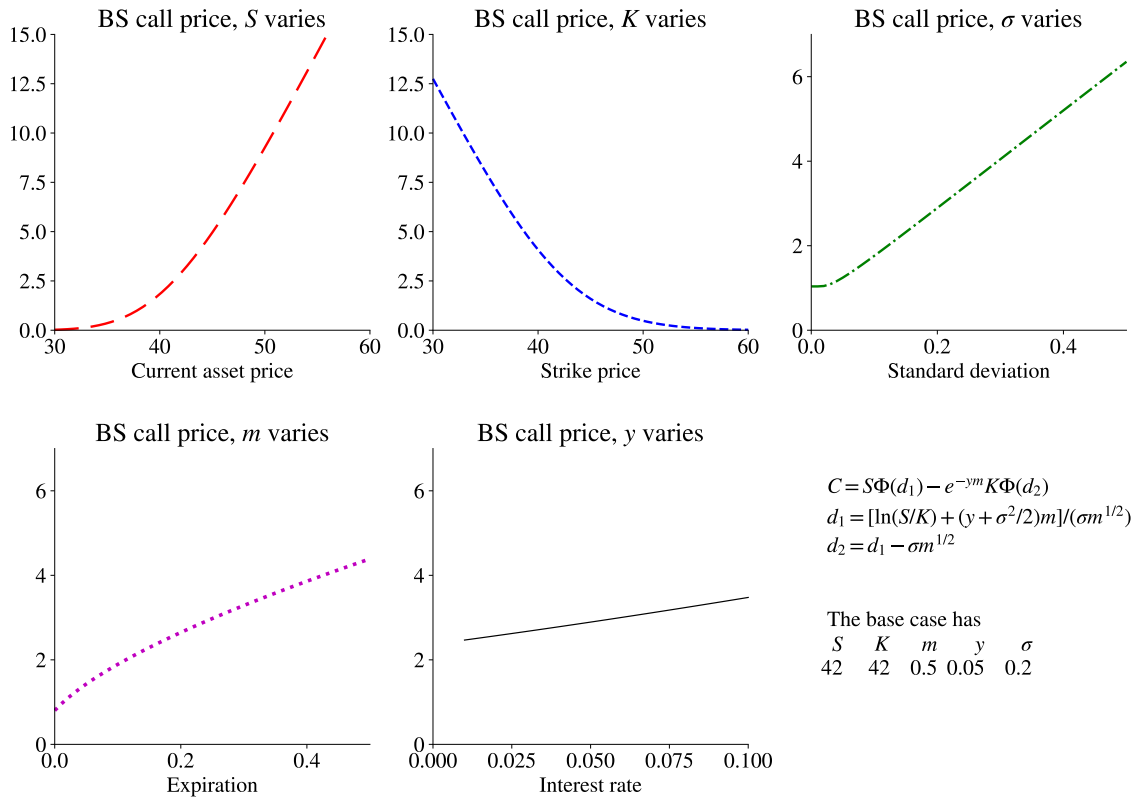 BS call price, S varies
15.0
12.5
10.0
7.5
5.0
2.5
0.0
30 40 50 60
Current asset price
BS call price, K varies
15.0
12.5
10.0
7.5
5.0
2.5
0.0
30 40 50 60
Strike price
BS call price, σ varies
6
4
2
0
0.0 0.2 0.4
Standard deviation
BS call price, m varies
6
4
2
0
0.0 0.2 0.4
Expiration
BS call price, y varies
6
4
2
0
0.000 0.025 0.050 0.075 0.100
Interest rate
C = SΦ(d₁) − e^{−ym}KΦ(d₂)
d₁ = [ln(S/K) + (y + σ²/2)m]/(σm^{1/2})
d₂ = d₁ − σm^{1/2}
The base case has
S K m y σ
42 42 0.5 0.05 0.2